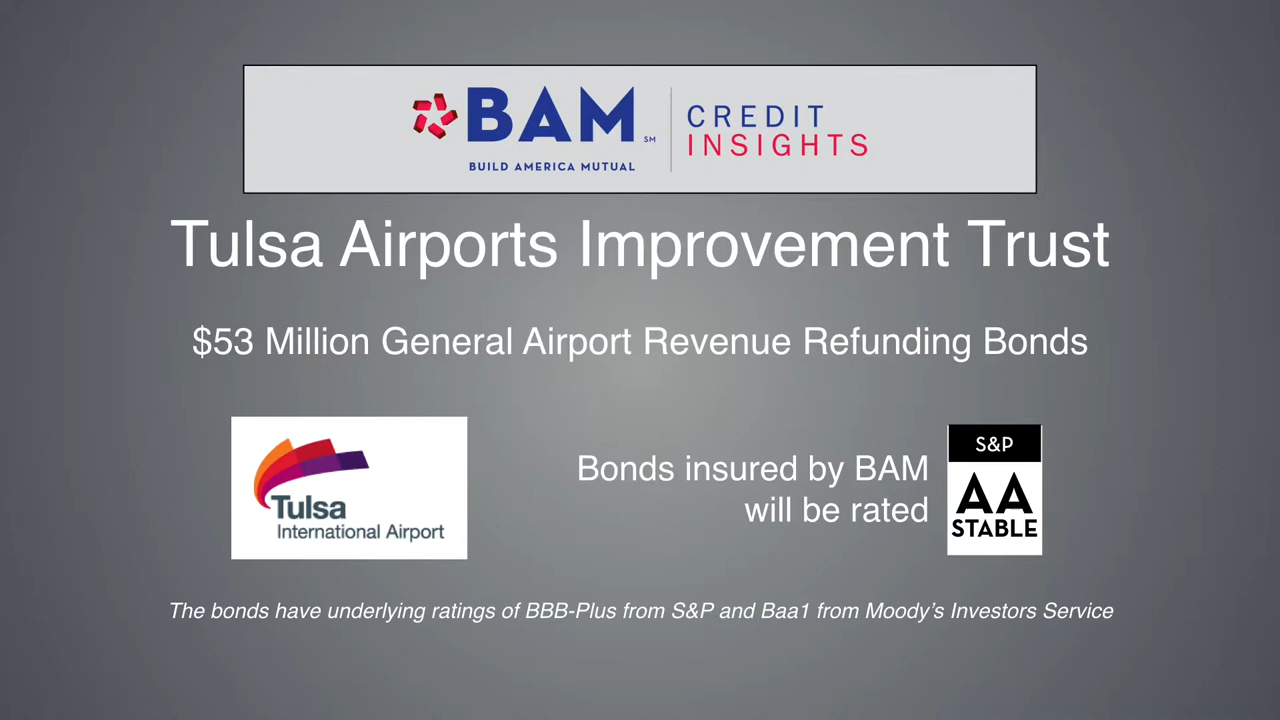 BAM SM
BUILD AMERICA MUTUAL
CREDIT
INSIGHTS
Tulsa Airports Improvement Trust
$53 Million General Airport Revenue Refunding Bonds
Tulsa
International Airport
Bonds insured by BAM
will be rated
S&P
AA
STABLE
The bonds have underlying ratings of BBB-Plus from S&P and Baa1 from Moody’s Investors Service